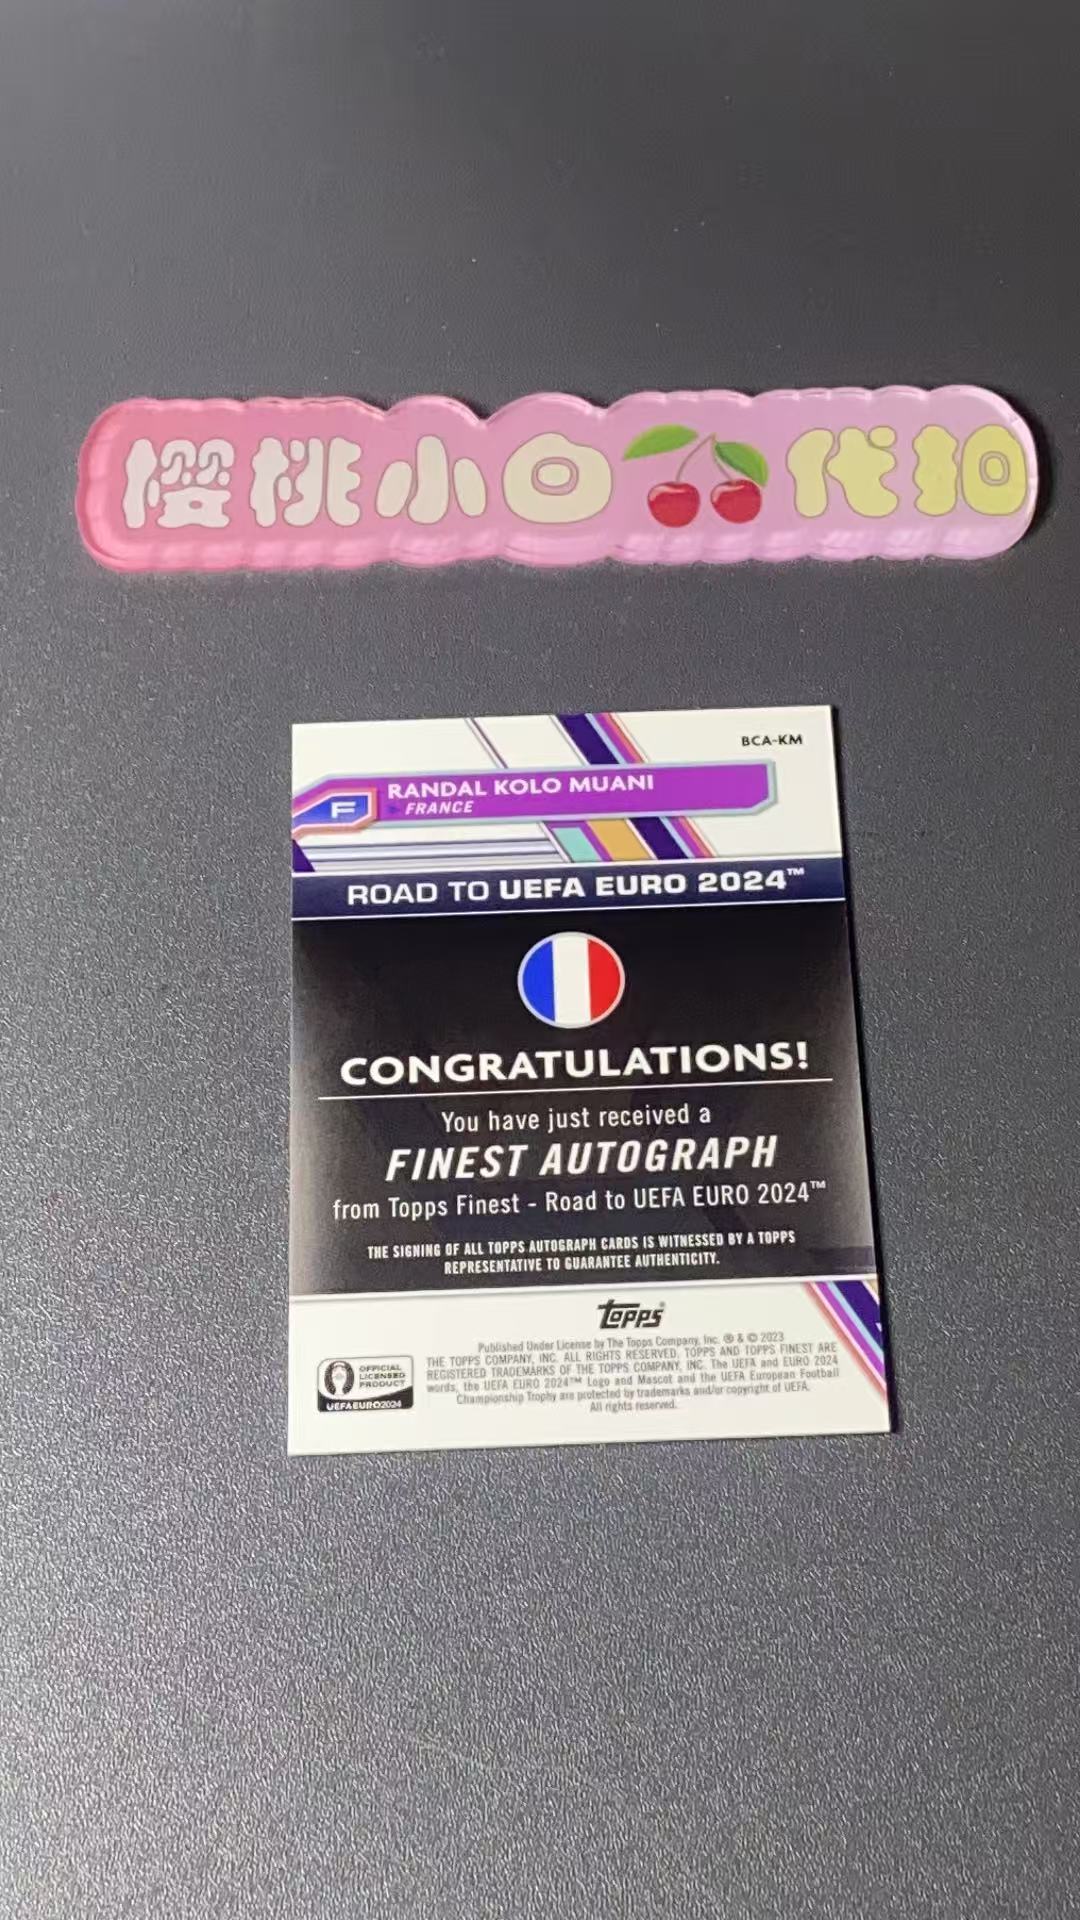 樱桃小日代拍
BCA-KM
RANDAL KOLO MUANI
F
FRANCE
ROAD TO UEFA EURO 2024™
CONGRATULATIONS!
You have just received a
FINEST AUTOGRAPH
from Topps Finest - Road to UEFA EURO 2024™
THE SIGNING OF ALL TOPPS AUTOGRAPH CARDS IS WITNESSED BY A TOPPS
REPRESENTATIVE TO GUARANTEE AUTHENTICITY.
Topps®
Published Under License by The Topps Company, Inc. ® & © 2023
THE TOPPS COMPANY, INC. ALL RIGHTS RESERVED. TOPPS AND TOPPS FINEST ARE
REGISTERED TRADEMARKS OF THE TOPPS COMPANY, INC. The UEFA and EURO 2024
words, the UEFA EURO 2024™ Logo and Mascot and the UEFA European Football
Championship Trophy are protected by trademarks and/or copyright of UEFA.
All rights reserved.
OFFICIAL
LICENSED
PRODUCT
UEFA EURO2024